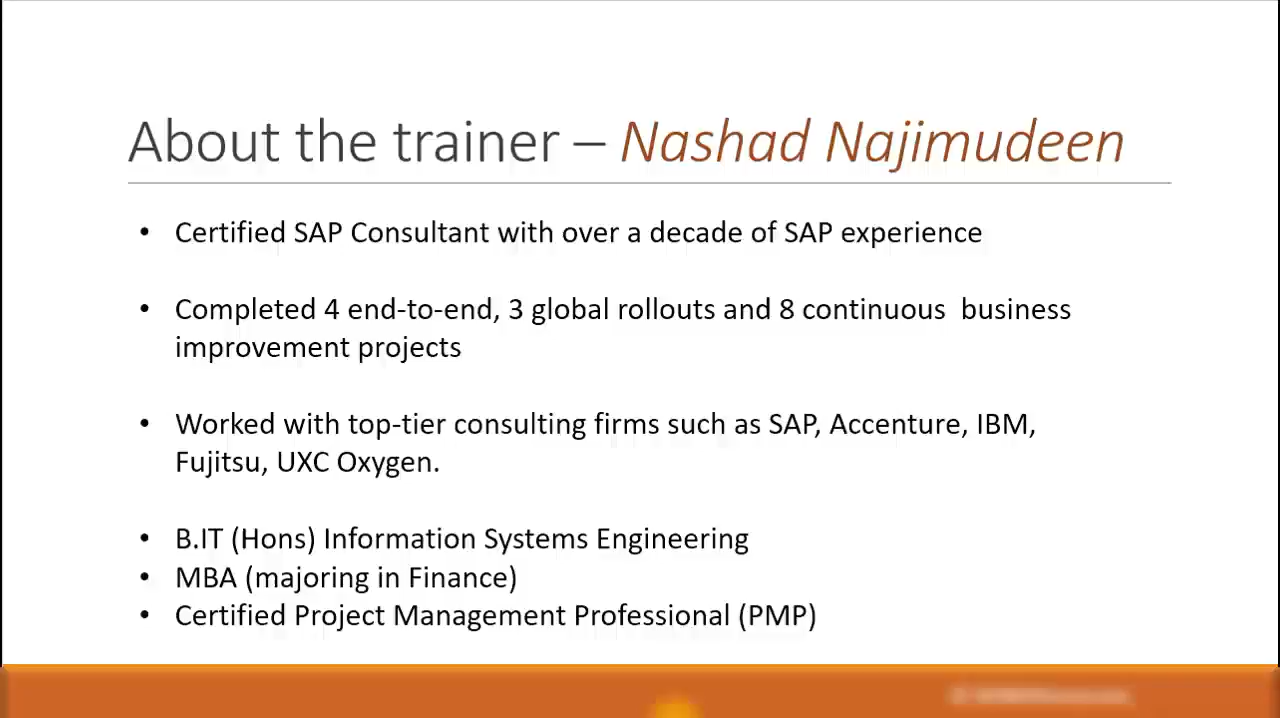 About the trainer – Nashad Najimudeen
• Certified SAP Consultant with over a decade of SAP experience
• Completed 4 end-to-end, 3 global rollouts and 8 continuous  business
improvement projects
• Worked with top-tier consulting firms such as SAP, Accenture, IBM,
Fujitsu, UXC Oxygen.
• B.IT (Hons) Information Systems Engineering
• MBA (majoring in Finance)
• Certified Project Management Professional (PMP)